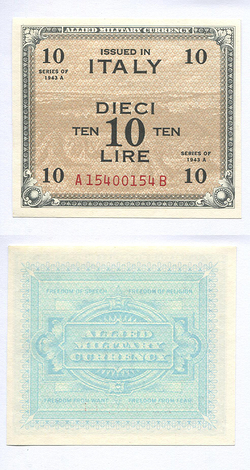 ALLIED MILITARY CURRENCY
10 ISSUED IN 10
ITALY
SERIES OF
1943 A
DIECI
TEN 10 TEN
LIRE
SERIES OF
1943 A
10 10
A15400154B
FREEDOM OF SPEECH FREEDOM OF RELIGION
ALLIED
MILITARY
CURRENCY
FREEDOM FROM WANT FREEDOM FROM FEAR